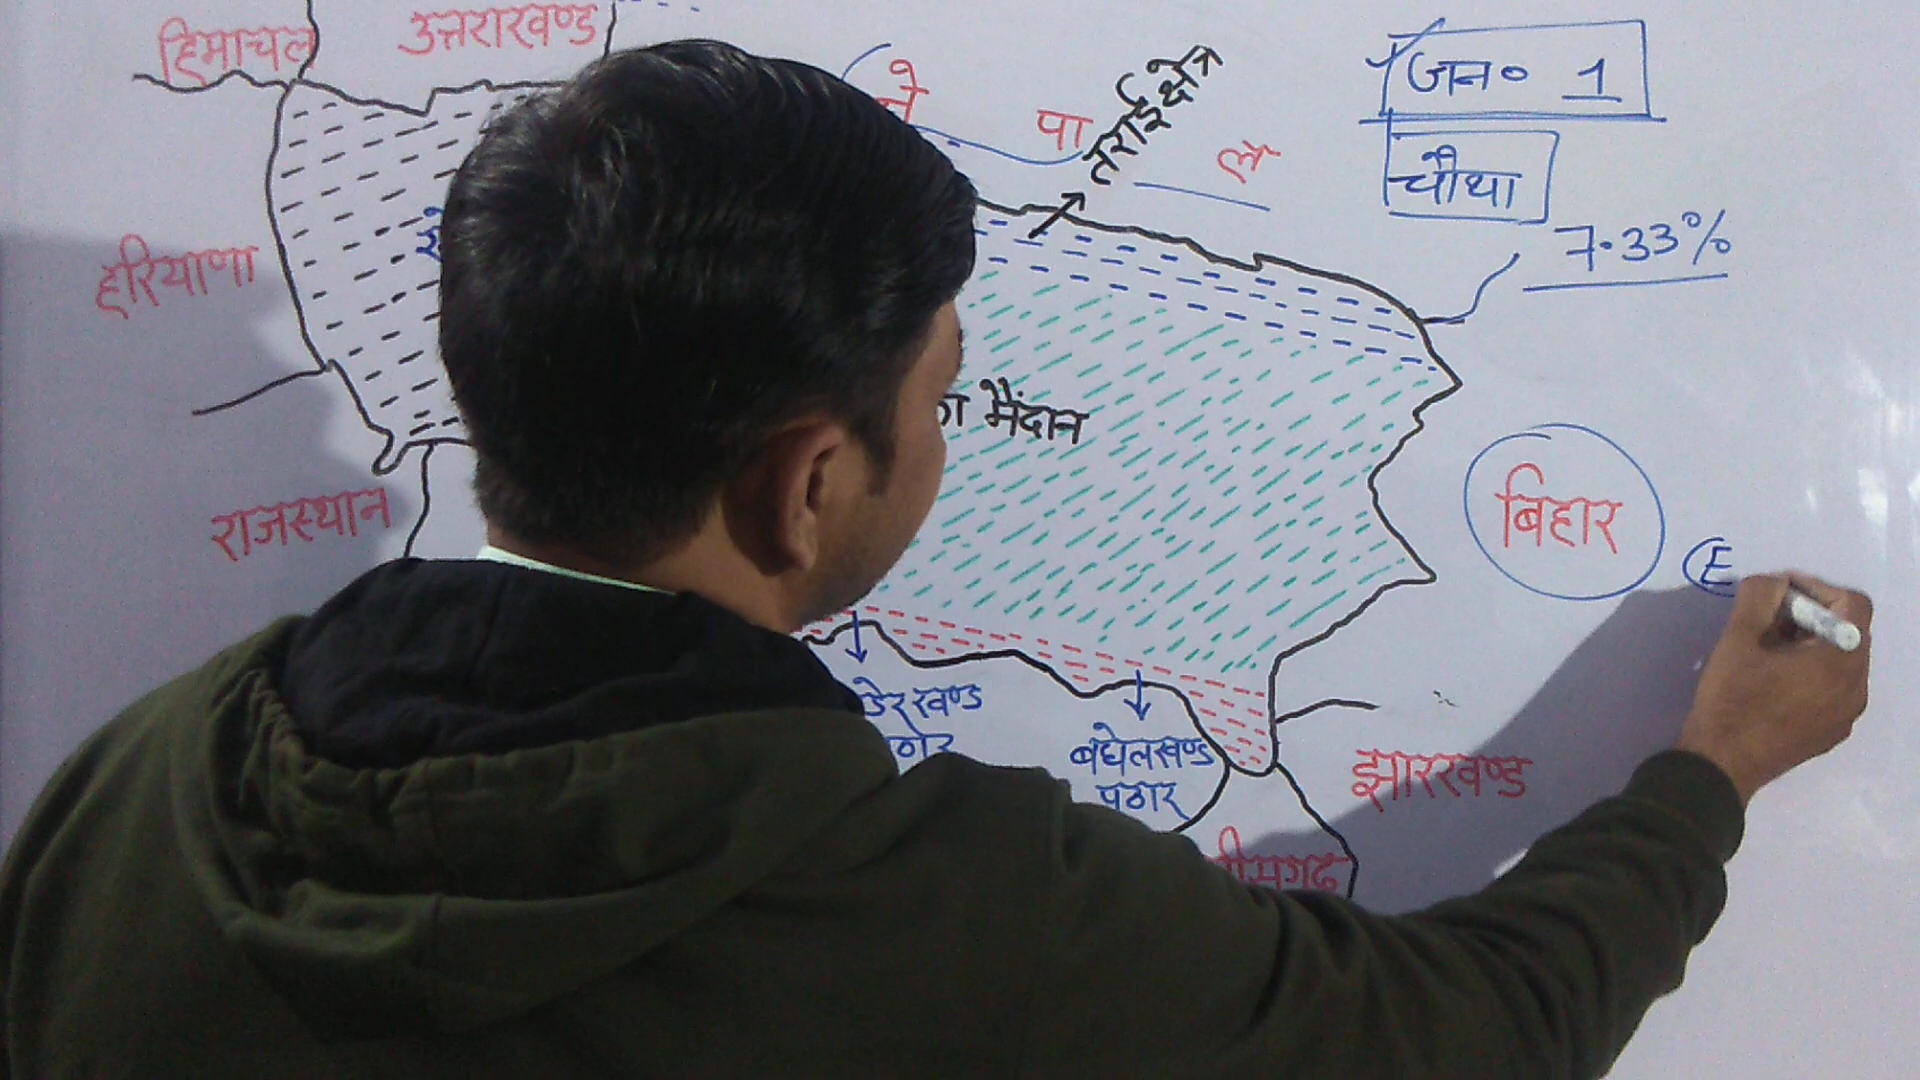 हिमाचल
उत्तराखण्ड
ने
पा
ल
तराई क्षेत्र
जन० 1
चौथा
7.33%
हरियाणा
का मैंदान
बिहार
E
राजस्थान
बघेलखण्ड
पठार
झारखण्ड